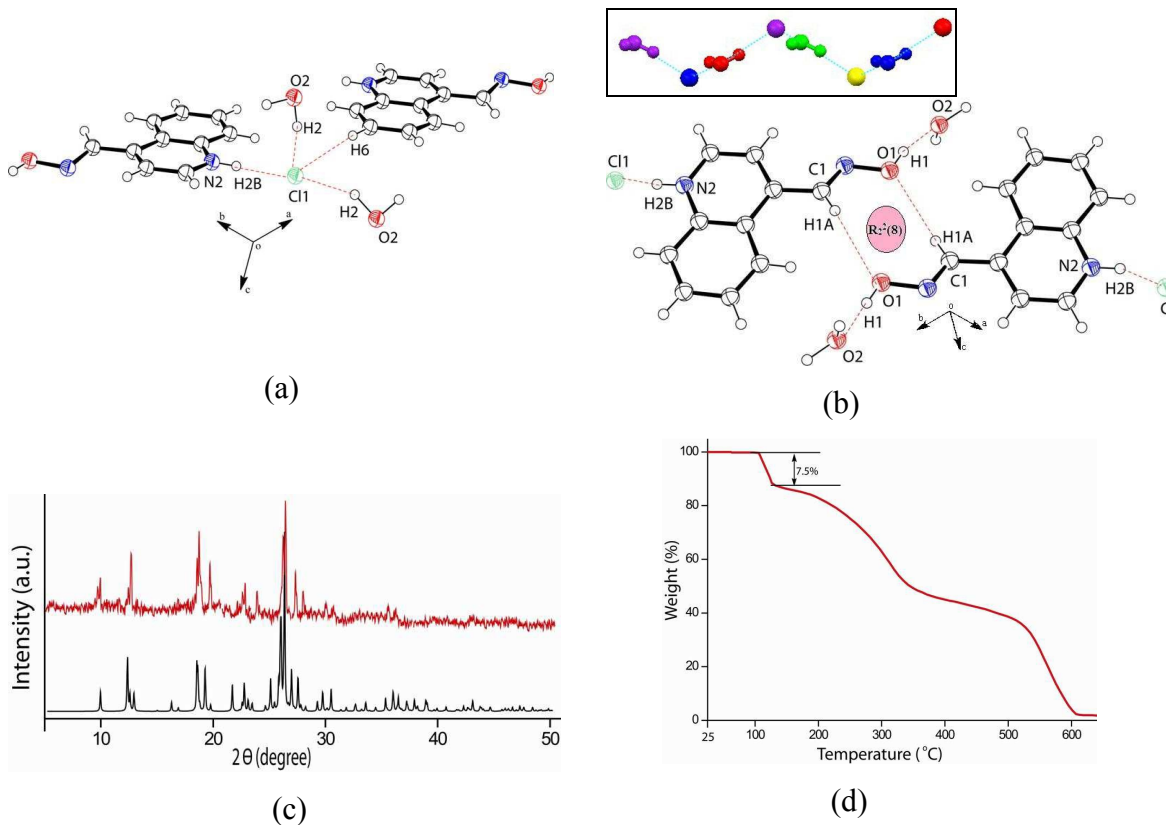 O2
H2
H6
N2
H2B
Cl1
H2
O2
b
a
o
c
(a)
O2
Cl1
N2
H2B
C1
O1
H1
H1A
R₂²(8)
H1A
O1
C1
N2
H2B
H1
O2
o
b
a
c
(b)
Intensity (a.u.)
10 20 30 40 50
2Θ (degree)
(c)
100
80
60
40
20
0
7.5%
Weight (%)
25 100 200 300 400 500 600
Temperature (°C)
(d)